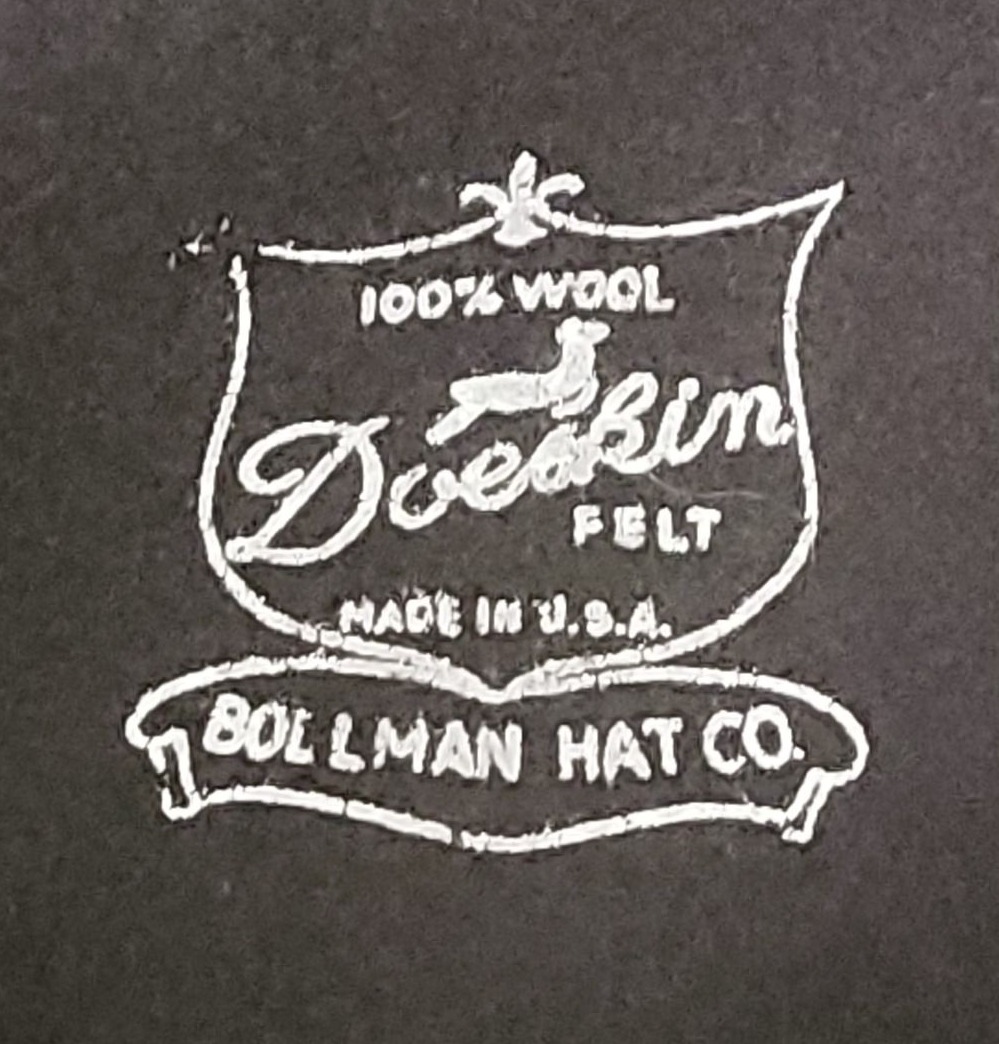 100% WOOL
Doeskin
FELT
MADE IN U.S.A.
BOLLMAN HAT CO.